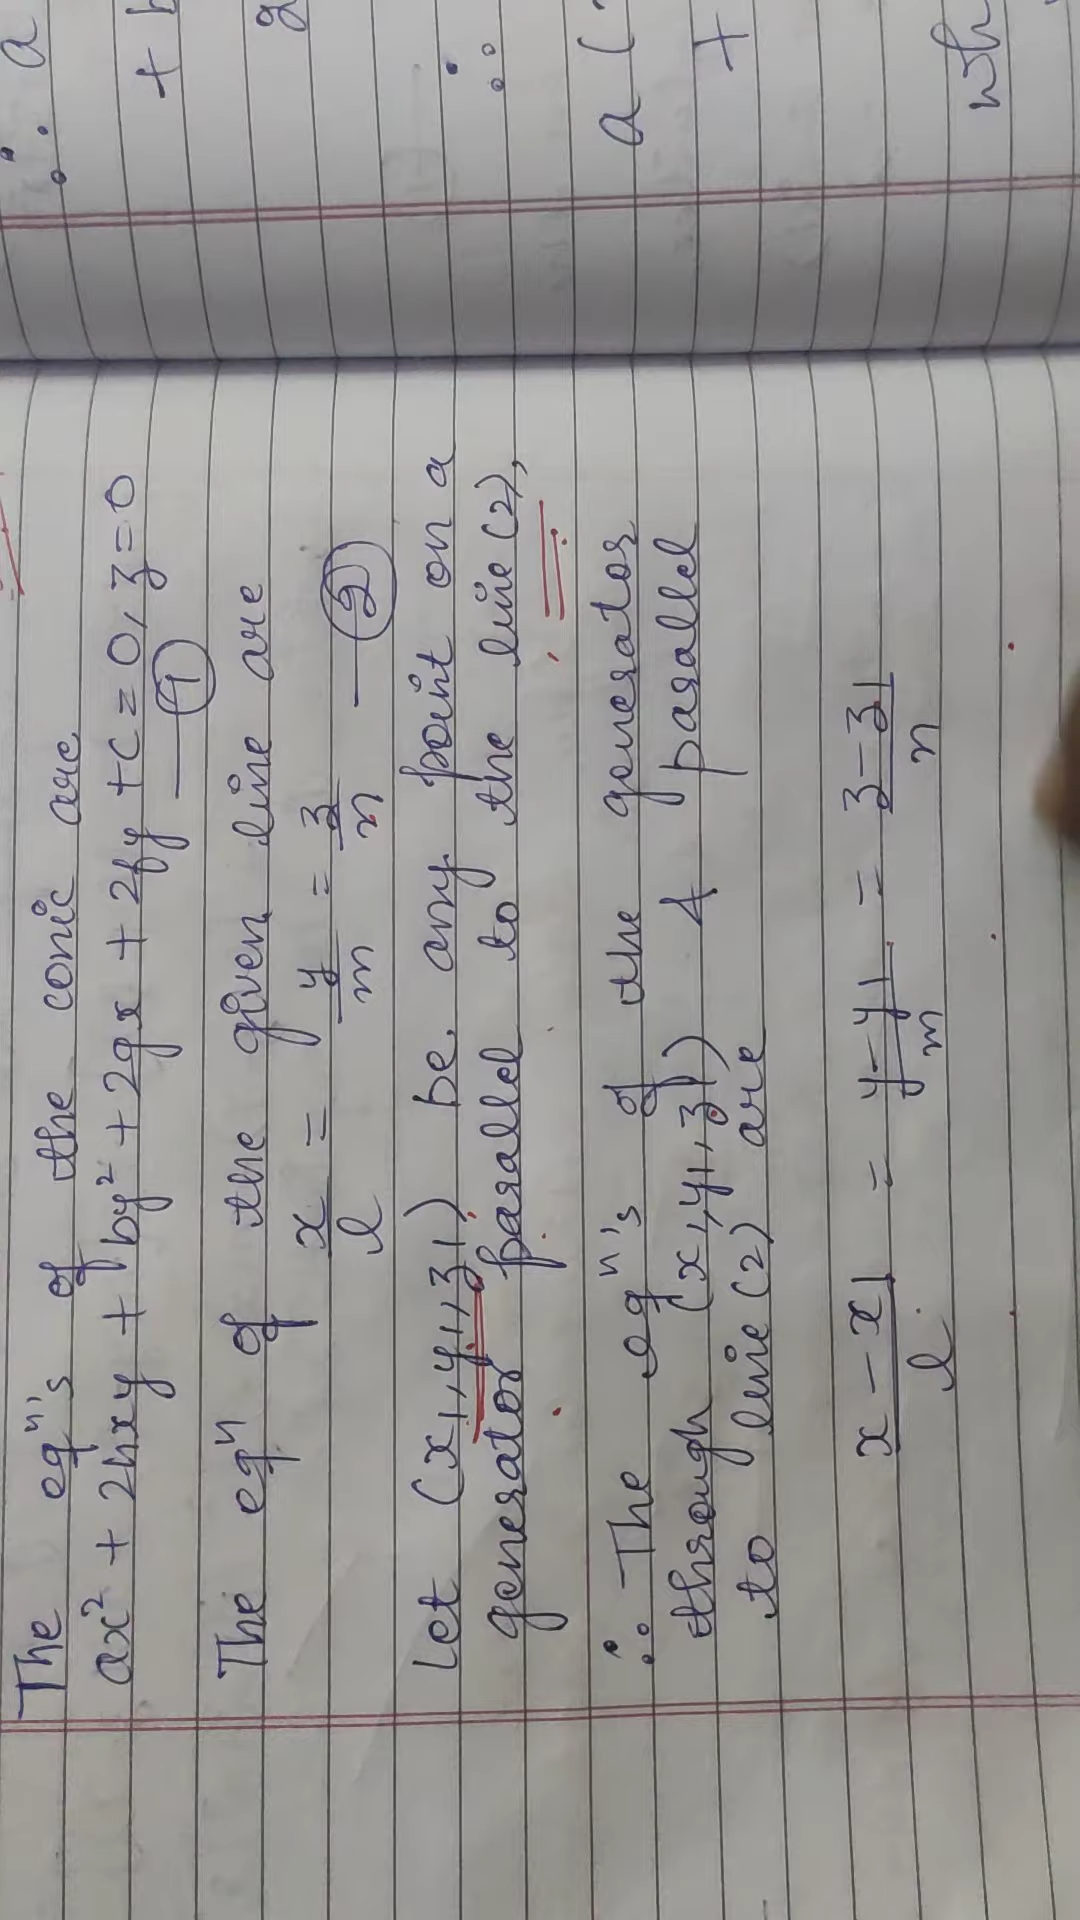 The eqⁿ's of the conic are
ax² + 2hxy + by² + 2gx + 2fy + c = 0, z = 0
— ①
The eqⁿ of the given line are
x/l = y/m = z/n — ②
Let (x₁, y₁, z₁) be any point on a
generator parallel to the line (2),
∴ The eqⁿ's of the generator
through (x₁, y₁, z₁) & parallel
to line (2) are
x - x₁/l = y - y₁/m = z - z₁/n
∴ a
+
∴
a (
+
wh